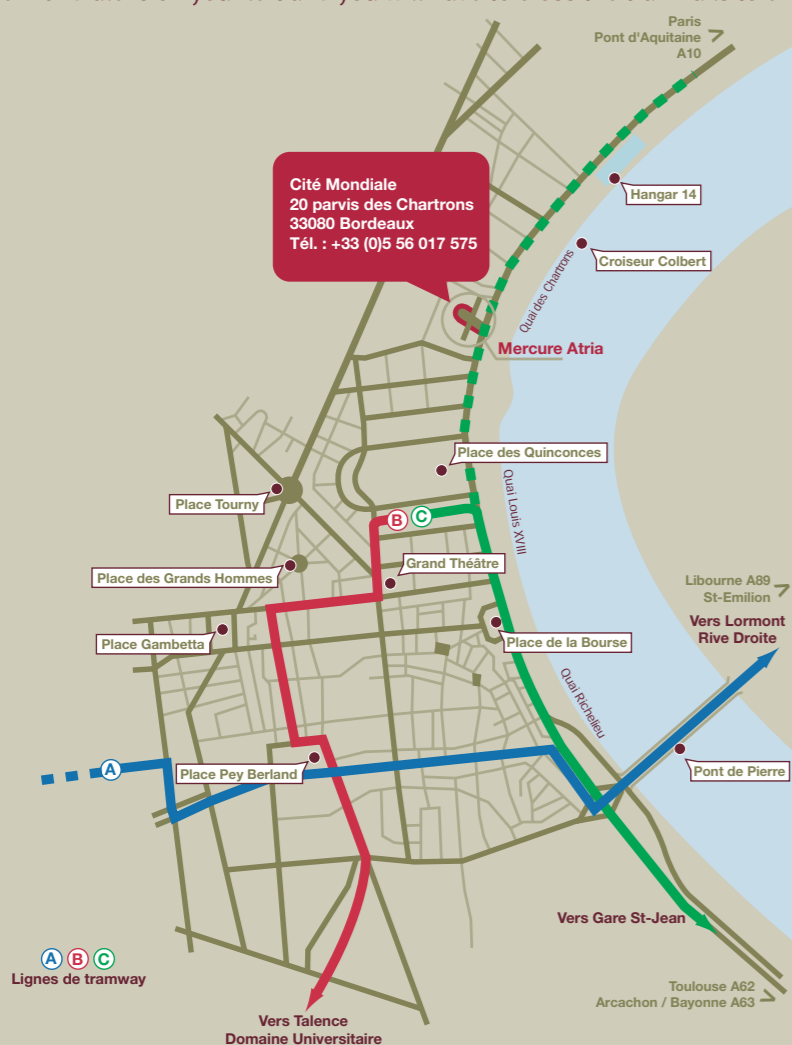 Paris
Pont d'Aquitaine
A10
Cité Mondiale
20 parvis des Chartrons
33080 Bordeaux
Tél. : +33 (0)5 56 017 575
Hangar 14
Croiseur Colbert
Quai des Chartrons
Mercure Atria
Place des Quinconces
Quai Louis XVIII
Place Tourny
B
C
Grand Théâtre
Place des Grands Hommes
Libourne A89
St-Emilion
Vers Lormont
Rive Droite
Place Gambetta
Place de la Bourse
Quai Richelieu
A
Place Pey Berland
Pont de Pierre
Vers Gare St-Jean
A B C
Lignes de tramway
Toulouse A62
Arcachon / Bayonne A63
Vers Talence
Domaine Universitaire